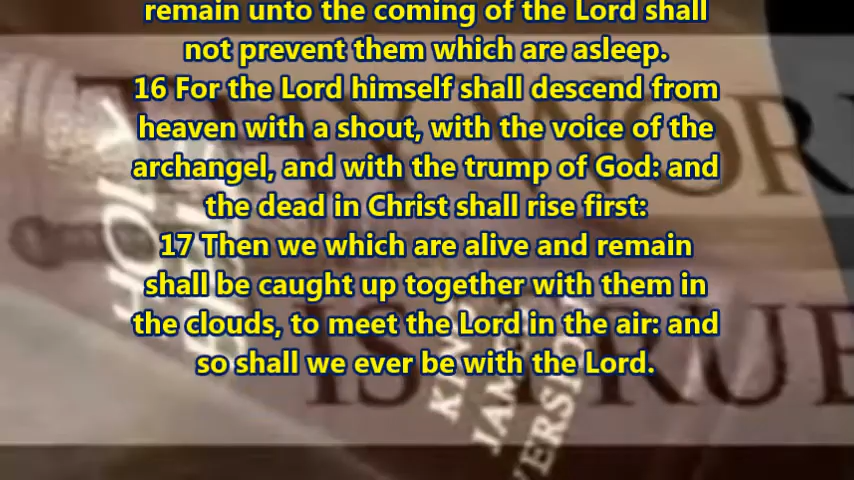 remain unto the coming of the Lord shall
not prevent them which are asleep.
16 For the Lord himself shall descend from
heaven with a shout, with the voice of the
archangel, and with the trump of God: and
the dead in Christ shall rise first:
17 Then we which are alive and remain
shall be caught up together with them in
the clouds, to meet the Lord in the air: and
so shall we ever be with the Lord.
HOLY
IS TRUE
KING
JAMES
VERSION